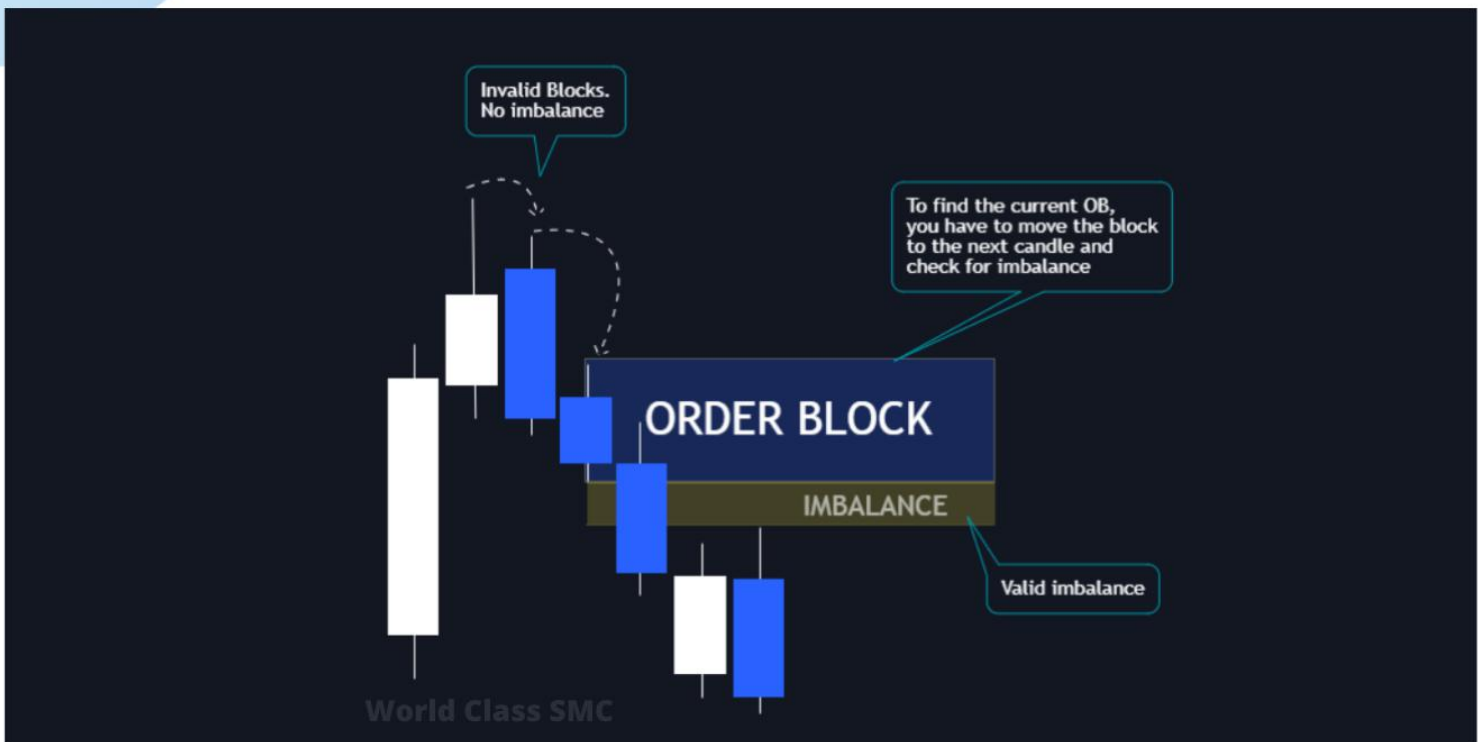 Invalid Blocks.
No imbalance
To find the current OB,
you have to move the block
to the next candle and
check for imbalance
ORDER BLOCK
IMBALANCE
Valid imbalance
World Class SMC